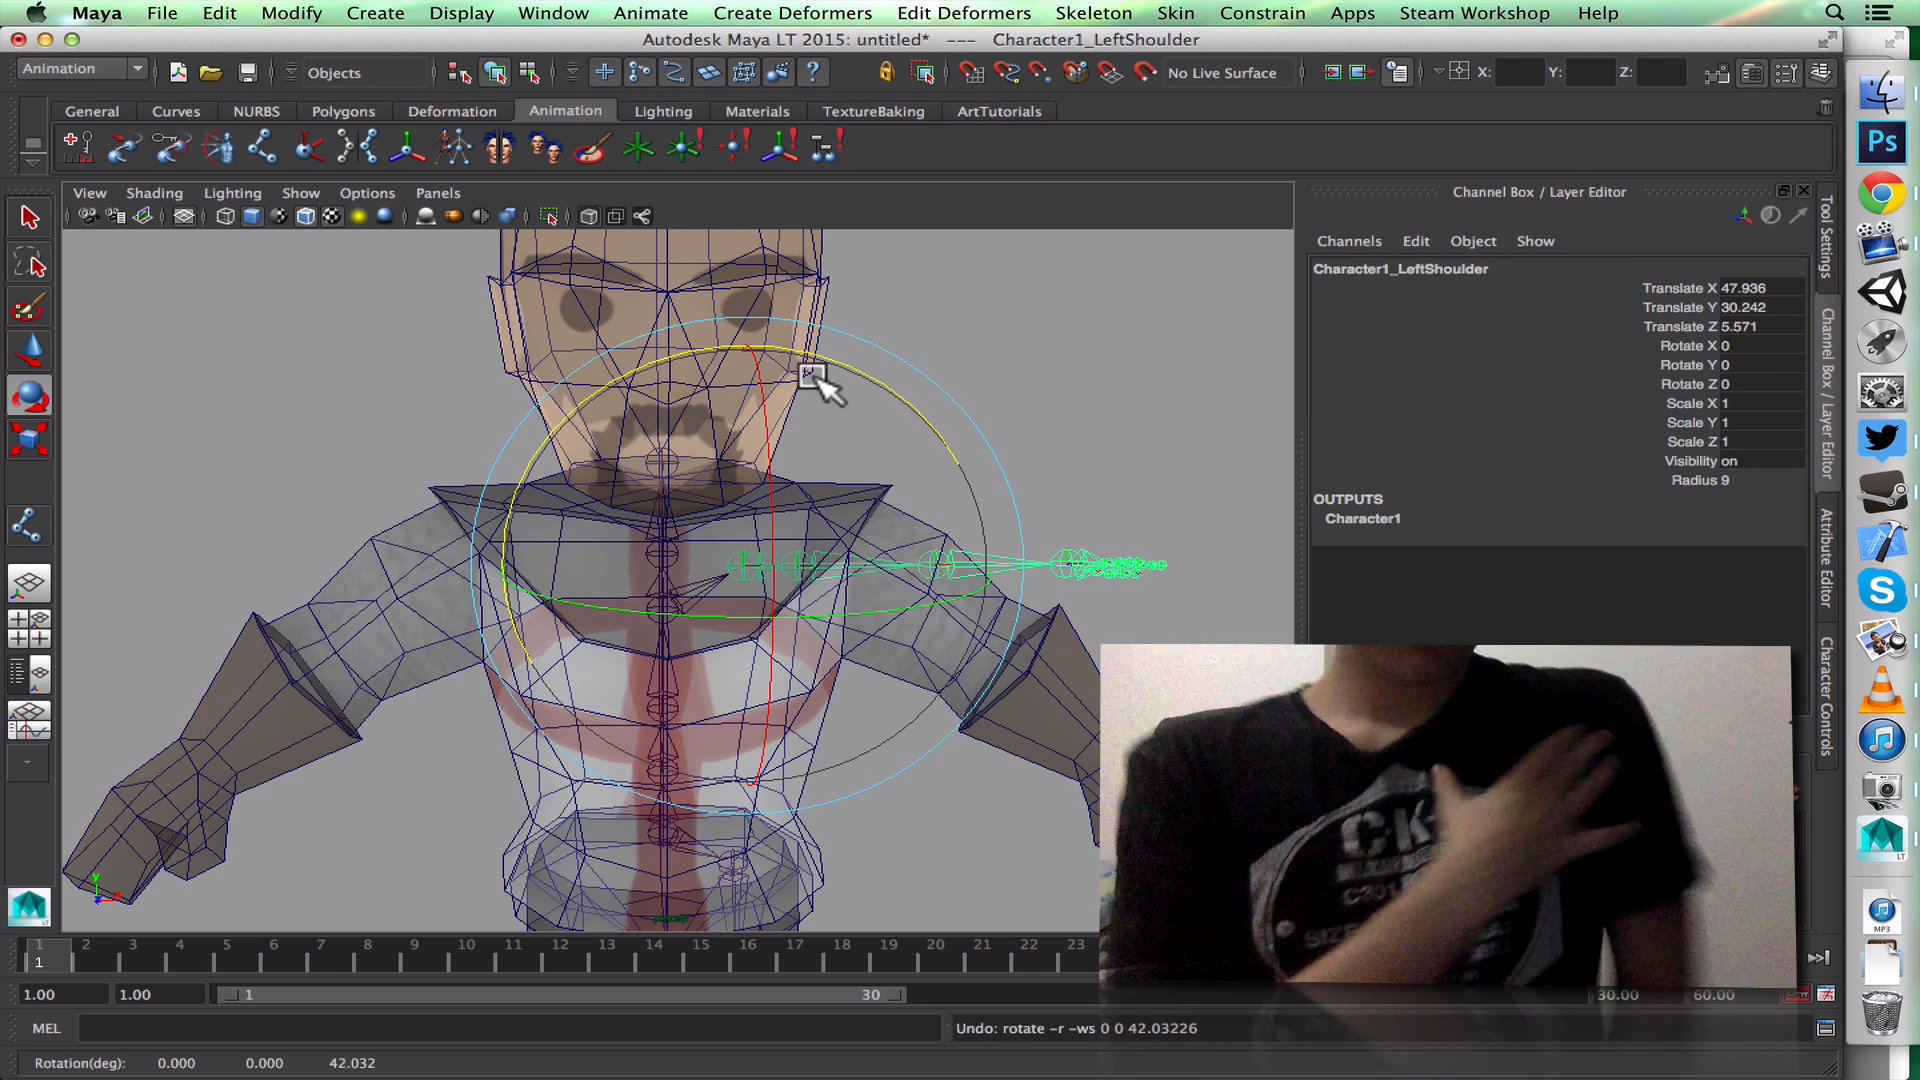 Maya File Edit Modify Create Display Window Animate Create Deformers Edit Deformers Skeleton Skin Constrain Apps Steam Workshop Help
Autodesk Maya LT 2015: untitled* --- Character1_LeftShoulder
Animation Objects No Live Surface X: Y: Z:
General Curves NURBS Polygons Deformation Animation Lighting Materials TextureBaking ArtTutorials
View Shading Lighting Show Options Panels
Channel Box / Layer Editor
Channels Edit Object Show
Character1_LeftShoulder
Translate X 47.936
Translate Y 30.242
Translate Z 5.571
Rotate X 0
Rotate Y 0
Rotate Z 0
Scale X 1
Scale Y 1
Scale Z 1
Visibility on
Radius 9
OUTPUTS
Character1
Tool Settings
Channel Box / Layer Editor
Attribute Editor
Character Controls
Ps
LT
MP3
y
CK
1 2 3 4 5 6 7 8 9 10 11 12 13 14 15 16 17 18 19 20 21 22 23
1
1.00 1.00 1 30 30.00 60.00
MEL Undo: rotate -r -ws 0 0 42.03226
Rotation(deg): 0.000 0.000 42.032